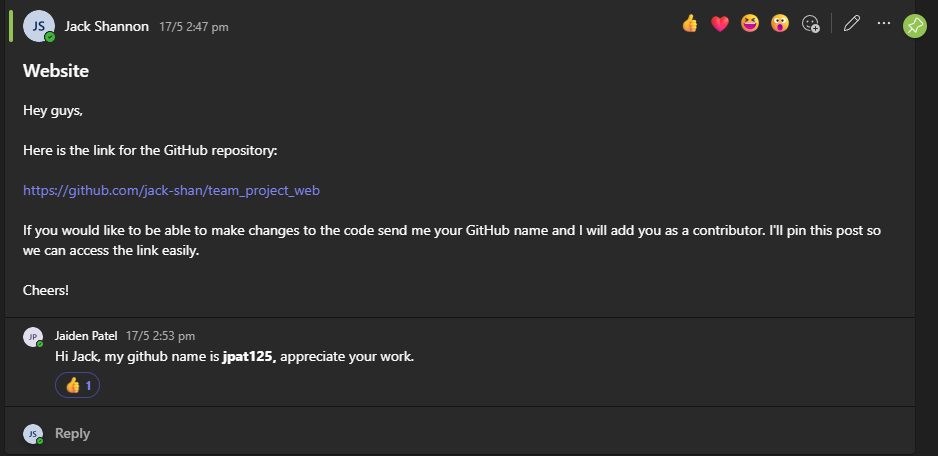 JS Jack Shannon 17/5 2:47 pm
Website
Hey guys,
Here is the link for the GitHub repository:
https://github.com/jack-shan/team_project_web
If you would like to be able to make changes to the code send me your GitHub name and I will add you as a contributor. I'll pin this post so
we can access the link easily.
Cheers!
JP Jaiden Patel 17/5 2:53 pm
Hi Jack, my github name is jpat125, appreciate your work.
👍 1
JS Reply